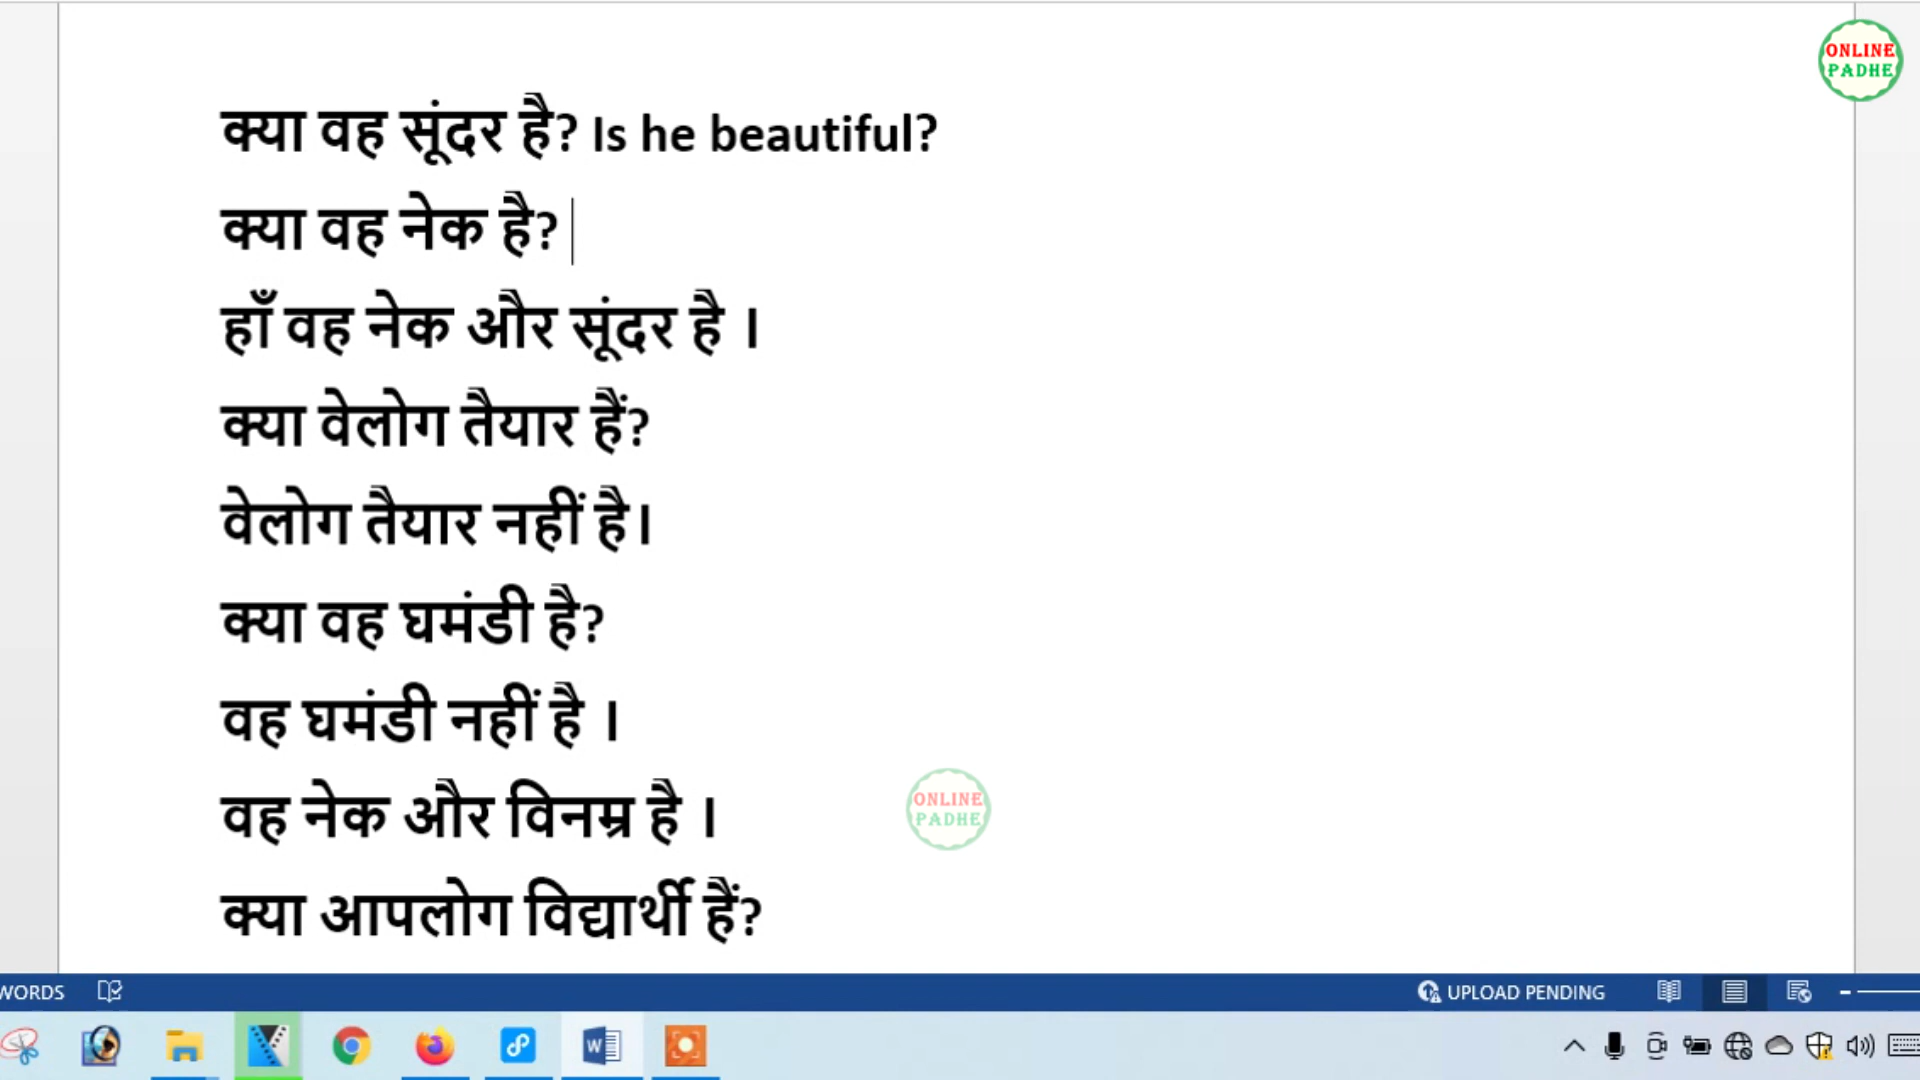 ONLINE
PADHE
क्या वह सूंदर है? Is he beautiful?
क्या वह नेक है?
हाँ वह नेक और सूंदर है ।
क्या वेलोग तैयार हैं?
वेलोग तैयार नहीं है।
क्या वह घमंडी है?
वह घमंडी नहीं है ।
वह नेक और विनम्र है ।
ONLINE
PADHE
क्या आपलोग विद्यार्थी हैं?
WORDS UPLOAD PENDING